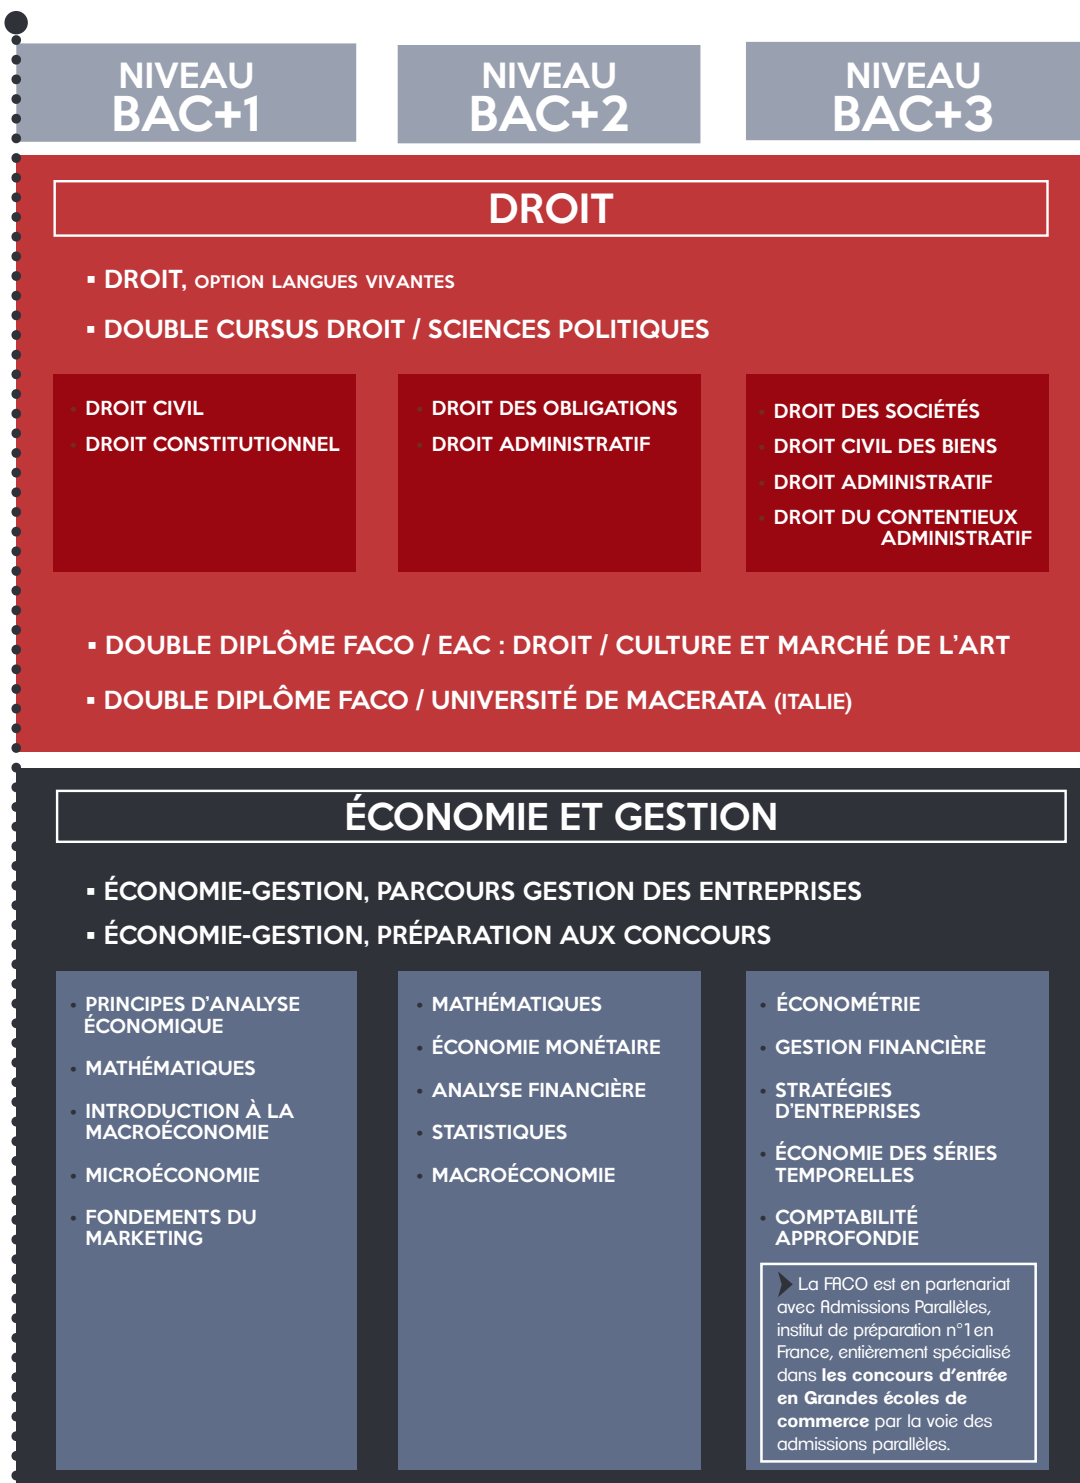 NIVEAU
BAC+1
NIVEAU
BAC+2
NIVEAU
BAC+3
DROIT
▪ DROIT, OPTION LANGUES VIVANTES
▪ DOUBLE CURSUS DROIT / SCIENCES POLITIQUES
• DROIT CIVIL
• DROIT CONSTITUTIONNEL
• DROIT DES OBLIGATIONS
• DROIT ADMINISTRATIF
• DROIT DES SOCIÉTÉS
• DROIT CIVIL DES BIENS
• DROIT ADMINISTRATIF
• DROIT DU CONTENTIEUX
ADMINISTRATIF
▪ DOUBLE DIPLÔME FACO / EAC : DROIT / CULTURE ET MARCHÉ DE L'ART
▪ DOUBLE DIPLÔME FACO / UNIVERSITÉ DE MACERATA (ITALIE)
ÉCONOMIE ET GESTION
▪ ÉCONOMIE-GESTION, PARCOURS GESTION DES ENTREPRISES
▪ ÉCONOMIE-GESTION, PRÉPARATION AUX CONCOURS
• PRINCIPES D'ANALYSE
ÉCONOMIQUE
• MATHÉMATIQUES
• INTRODUCTION À LA
MACROÉCONOMIE
• MICROÉCONOMIE
• FONDEMENTS DU
MARKETING
• MATHÉMATIQUES
• ÉCONOMIE MONÉTAIRE
• ANALYSE FINANCIÈRE
• STATISTIQUES
• MACROÉCONOMIE
• ÉCONOMÉTRIE
• GESTION FINANCIÈRE
• STRATÉGIES
D'ENTREPRISES
• ÉCONOMIE DES SÉRIES
TEMPORELLES
• COMPTABILITÉ
APPROFONDIE
La FACO est en partenariat
avec Admissions Parallèles,
institut de préparation n°1 en
France, entièrement spécialisé
dans les concours d'entrée
en Grandes écoles de
commerce par la voie des
admissions parallèles.